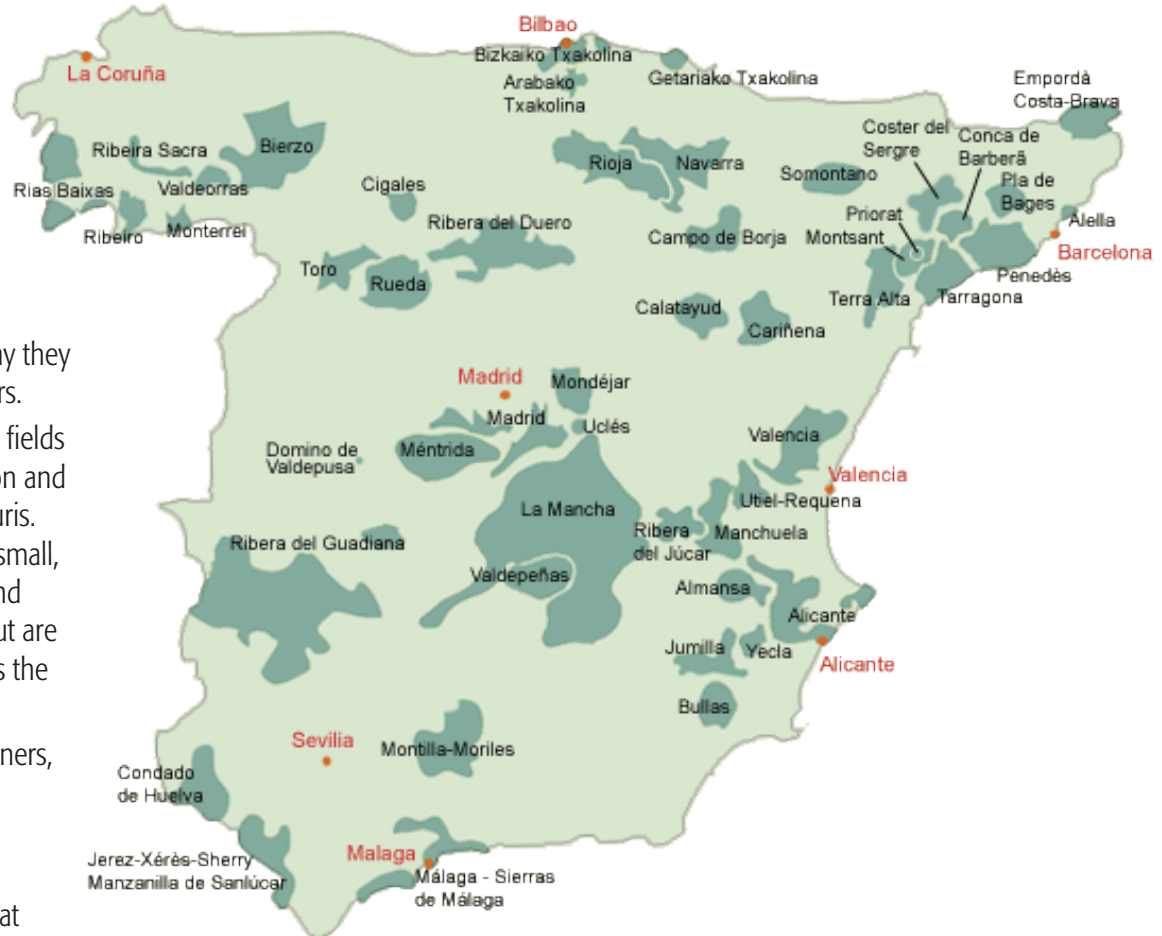 Bilbao
La Coruña
Bizkaiko Txakolina
Getariako Txakolina
Arabako
Txakolina
Empordà
Costa-Brava
Coster del
Sergre
Conca de
Barberã
Ribeira Sacra
Bierzo
Rioja
Navarra
Somontano
Pla de
Bages
Rias Baixas
Valdeorras
Cigales
Priorat
Montsant
Alella
Ribeiro
Monterrei
Ribera del Duero
Campo de Borja
Barcelona
Toro
Rueda
Penedès
Terra Alta
Tarragona
Calatayud
Cariñena
ay they
rs.
Madrid
Mondéjar
Madrid
Uclés
fields
Domino de
Valdepusa
Méntrida
Valencia
on and
Valencia
uris.
La Mancha
Utiel-Requena
small,
Ribera del Guadiana
Ribera
del Júcar
Manchuela
nd
Valdepeñas
Almansa
ut are
Alicante
s the
Jumilla
Yecla
Alicante
Bullas
ners,
Sevilia
Montilla-Moriles
Condado
de Huelva
Jerez-Xérès-Sherry
Manzanilla de Sanlúcar
Malaga
Málaga - Sierras
de Málaga
at